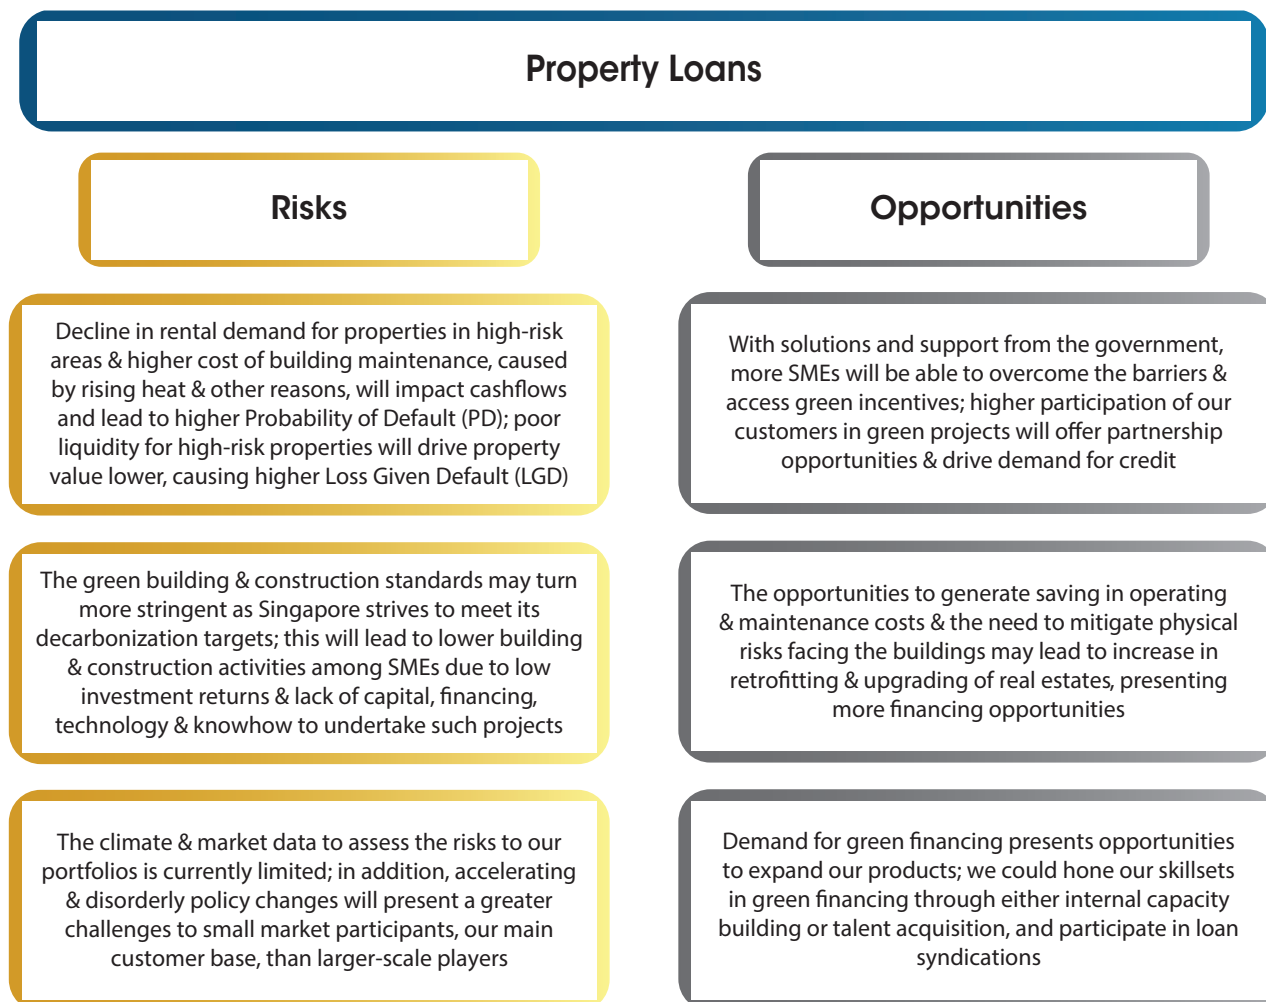 Property Loans
Risks
Decline in rental demand for properties in high-risk
areas & higher cost of building maintenance, caused
by rising heat & other reasons, will impact cashflows
and lead to higher Probability of Default (PD); poor
liquidity for high-risk properties will drive property
value lower, causing higher Loss Given Default (LGD)
The green building & construction standards may turn
more stringent as Singapore strives to meet its
decarbonization targets; this will lead to lower building
& construction activities among SMEs due to low
investment returns & lack of capital, financing,
technology & knowhow to undertake such projects
The climate & market data to assess the risks to our
portfolios is currently limited; in addition, accelerating
& disorderly policy changes will present a greater
challenges to small market participants, our main
customer base, than larger-scale players
Opportunities
With solutions and support from the government,
more SMEs will be able to overcome the barriers &
access green incentives; higher participation of our
customers in green projects will offer partnership
opportunities & drive demand for credit
The opportunities to generate saving in operating
& maintenance costs & the need to mitigate physical
risks facing the buildings may lead to increase in
retrofitting & upgrading of real estates, presenting
more financing opportunities
Demand for green financing presents opportunities
to expand our products; we could hone our skillsets
in green financing through either internal capacity
building or talent acquisition, and participate in loan
syndications